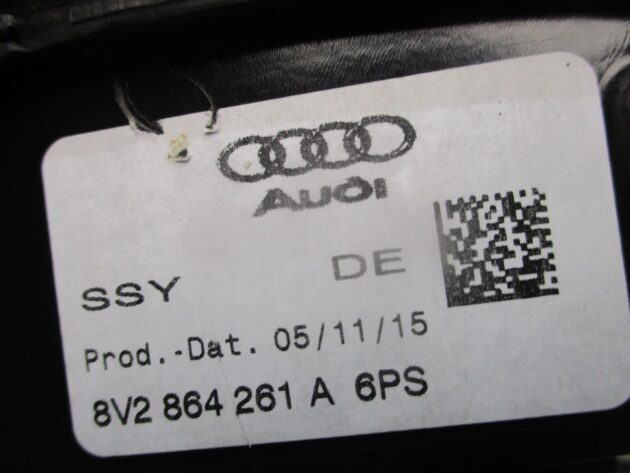 Audi
DE
SSY
Prod.-Dat. 05/11/15
8V2 864 261 A 6PS